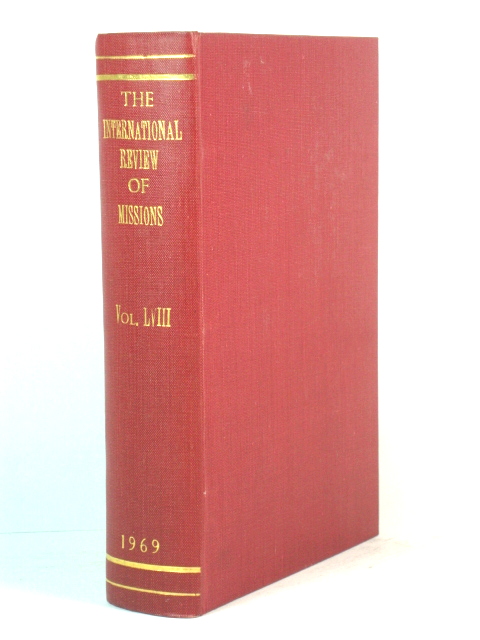 THE
INTERNATIONAL
REVIEW
OF
MISSIONS
VOL. LVIII
1969